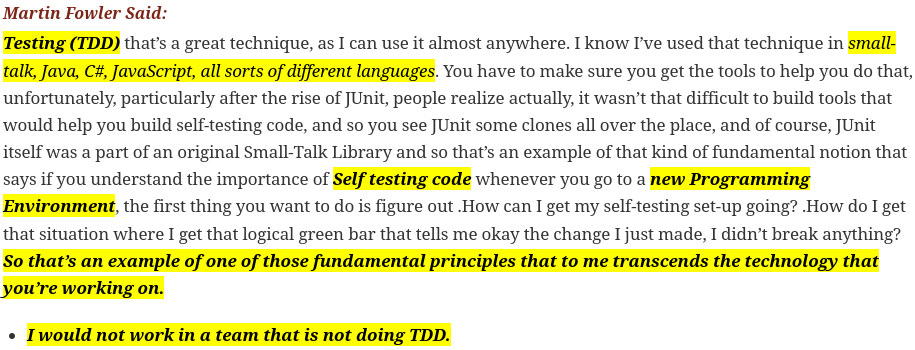 Martin Fowler Said:
Testing (TDD) that's a great technique, as I can use it almost anywhere. I know I've used that technique in small-
talk, Java, C#, JavaScript, all sorts of different languages. You have to make sure you get the tools to help you do that,
unfortunately, particularly after the rise of JUnit, people realize actually, it wasn't that difficult to build tools that
would help you build self-testing code, and so you see JUnit some clones all over the place, and of course, JUnit
itself was a part of an original Small-Talk Library and so that's an example of that kind of fundamental notion that
says if you understand the importance of Self testing code whenever you go to a new Programming
Environment, the first thing you want to do is figure out .How can I get my self-testing set-up going? .How do I get
that situation where I get that logical green bar that tells me okay the change I just made, I didn't break anything?
So that's an example of one of those fundamental principles that to me transcends the technology that
you're working on.
• I would not work in a team that is not doing TDD.